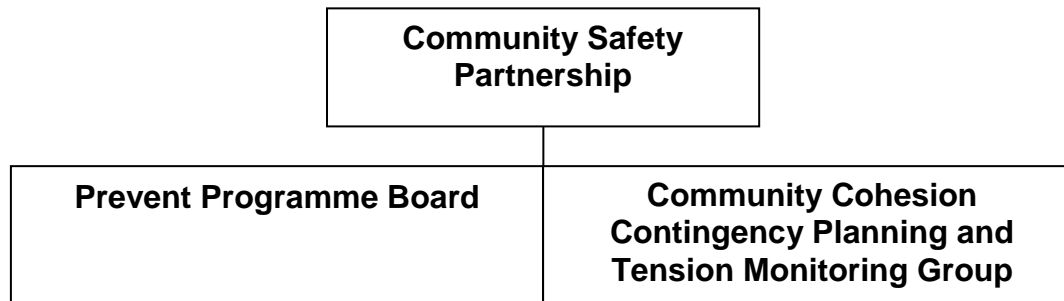 Community Safety
Partnership
Prevent Programme Board
Community Cohesion
Contingency Planning and
Tension Monitoring Group